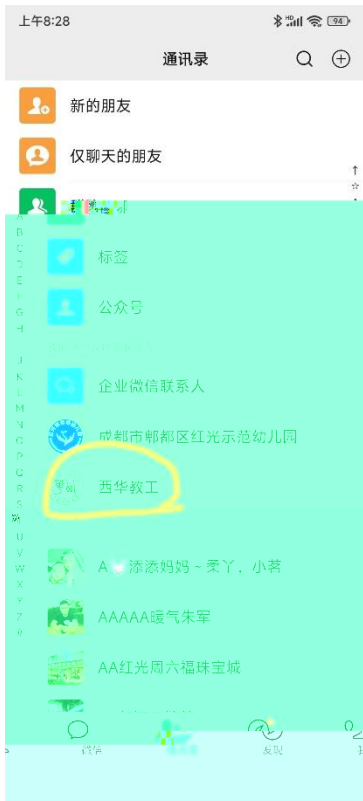 上午8:28
HD
94
通讯录
新的朋友
仅聊天的朋友
标签
公众号
企业微信联系人
成都市郫都区红光示范幼儿园
西华教工
A 添添妈妈~柔丫，小茗
AAAAA暖气朱军
AA红光周六福珠宝城
微信
发现